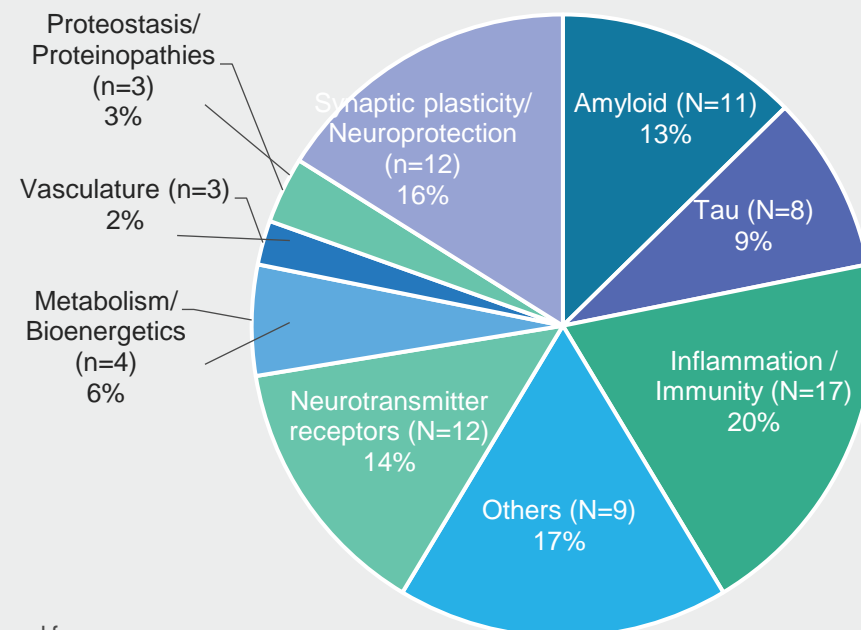 Proteostasis/
Proteinopathies
(n=3)
3%
Synaptic plasticity/
Neuroprotection
(n=12)
16%
Amyloid (N=11)
13%
Tau (N=8)
9%
Vasculature (n=3)
2%
Metabolism/
Bioenergetics
(n=4)
6%
Inflammation /
Immunity (N=17)
20%
Neurotransmitter
receptors (N=12)
14%
Others (N=9)
17%